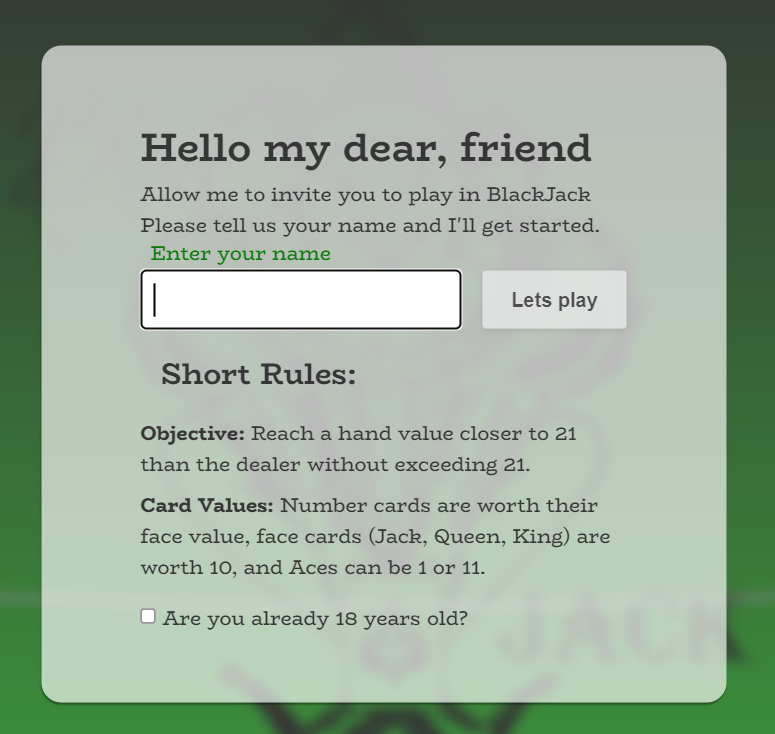 Hello my dear, friend
Allow me to invite you to play in BlackJack
Please tell us your name and I'll get started.
Enter your name
Lets play
Short Rules:
Objective: Reach a hand value closer to 21
than the dealer without exceeding 21.
Card Values: Number cards are worth their
face value, face cards (Jack, Queen, King) are
worth 10, and Aces can be 1 or 11.
Are you already 18 years old?
JACK